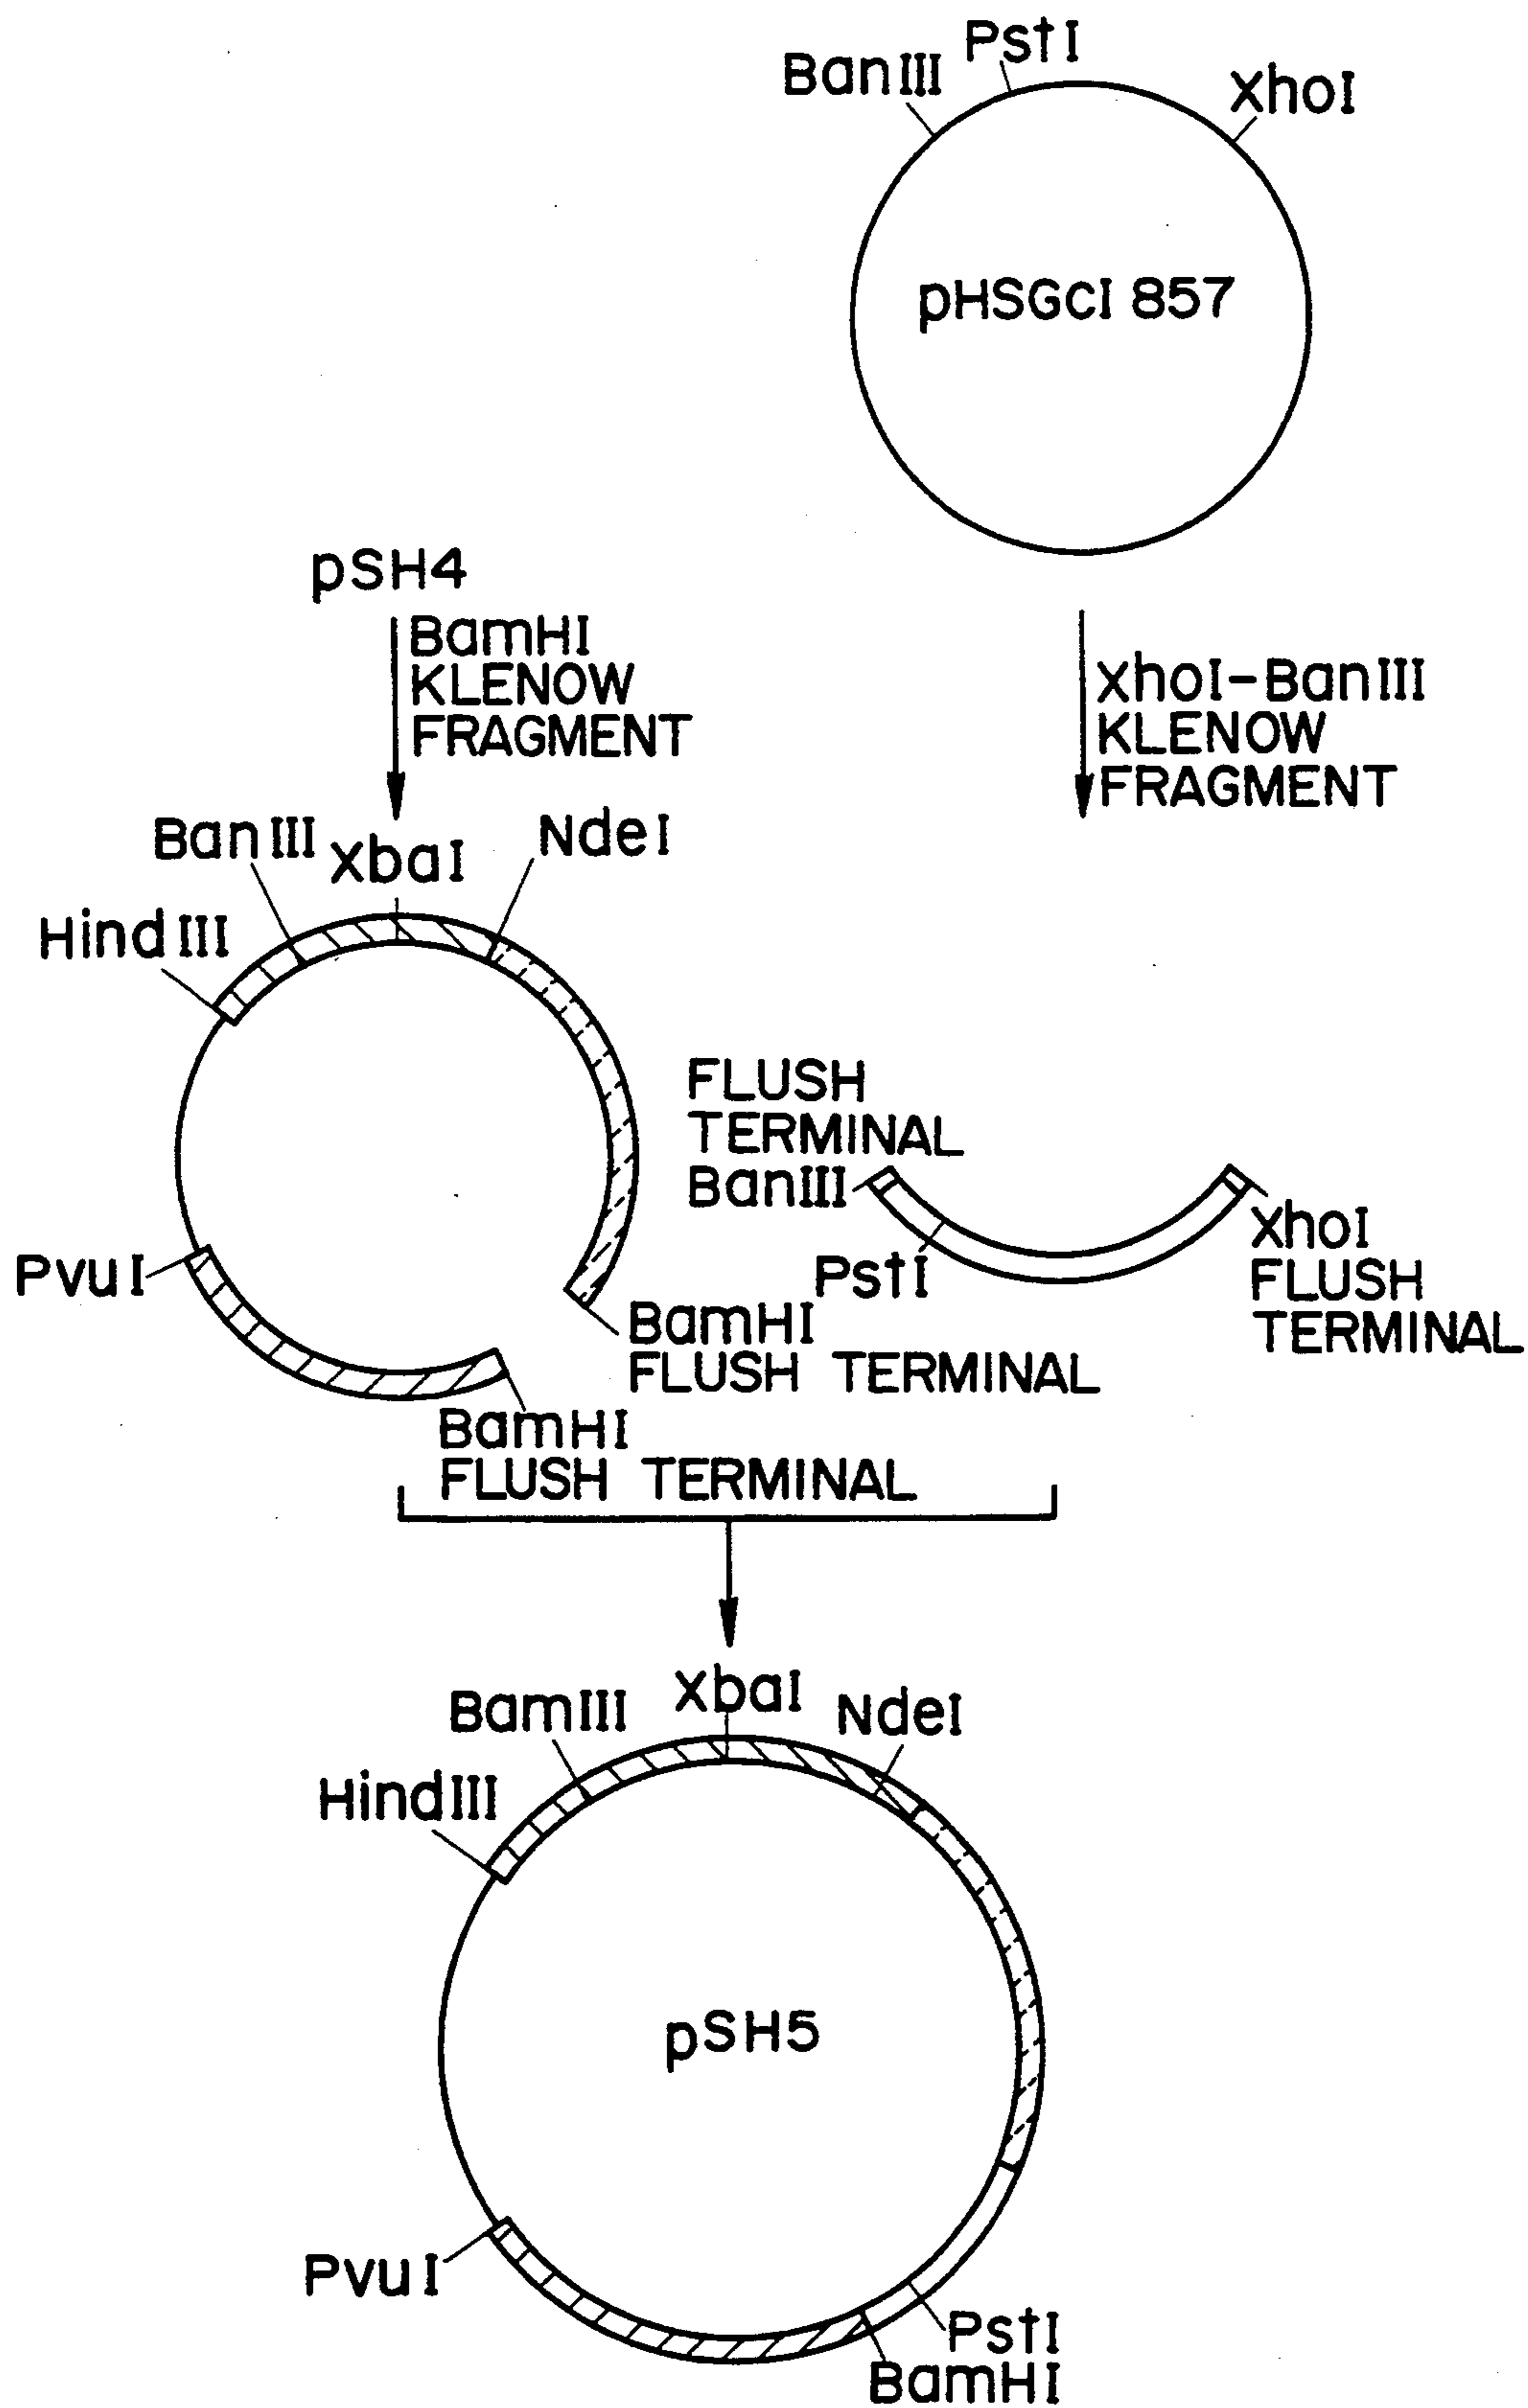 BanIII
PstI
XhoI
pHSGCI 857
pSH4
BamHI
KLENOW
FRAGMENT
XhoI-BanIII
KLENOW
FRAGMENT
BanIII
XbaI
NdeI
HindIII
PvuI
BamHI
FLUSH TERMINAL
BamHI
FLUSH TERMINAL
FLUSH
TERMINAL
BanIII
PstI
XhoI
FLUSH
TERMINAL
BamIII
XbaI
NdeI
HindIII
pSH5
PvuI
PstI
BamHI